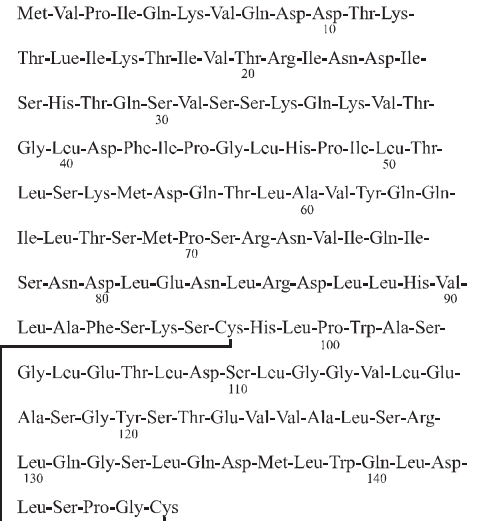 Met-Val-Pro-Ile-Gln-Lys-Val-Gln-Asp-Asp-Thr-Lys-
10
Thr-Lue-Ile-Lys-Thr-Ile-Val-Thr-Arg-Ile-Asn-Asp-Ile-
20
Ser-His-Thr-Gln-Ser-Val-Ser-Ser-Lys-Gln-Lys-Val-Thr-
30
Gly-Leu-Asp-Phe-Ile-Pro-Gly-Leu-His-Pro-Ile-Leu-Thr-
40 50
Leu-Ser-Lys-Met-Asp-Gln-Thr-Leu-Ala-Val-Tyr-Gln-Gln-
60
Ile-Leu-Thr-Ser-Met-Pro-Ser-Arg-Asn-Val-Ile-Gln-Ile-
70
Ser-Asn-Asp-Leu-Glu-Asn-Leu-Arg-Asp-Leu-Leu-His-Val-
80 90
Leu-Ala-Phe-Ser-Lys-Ser-Cys-His-Leu-Pro-Trp-Ala-Ser-
100
Gly-Leu-Glu-Thr-Leu-Asp-Ser-Leu-Gly-Gly-Val-Leu-Glu-
110
Ala-Ser-Gly-Tyr-Ser-Thr-Glu-Val-Val-Ala-Leu-Ser-Arg-
120
Leu-Gln-Gly-Ser-Leu-Gln-Asp-Met-Leu-Trp-Gln-Leu-Asp-
130 140
Leu-Ser-Pro-Gly-Cys